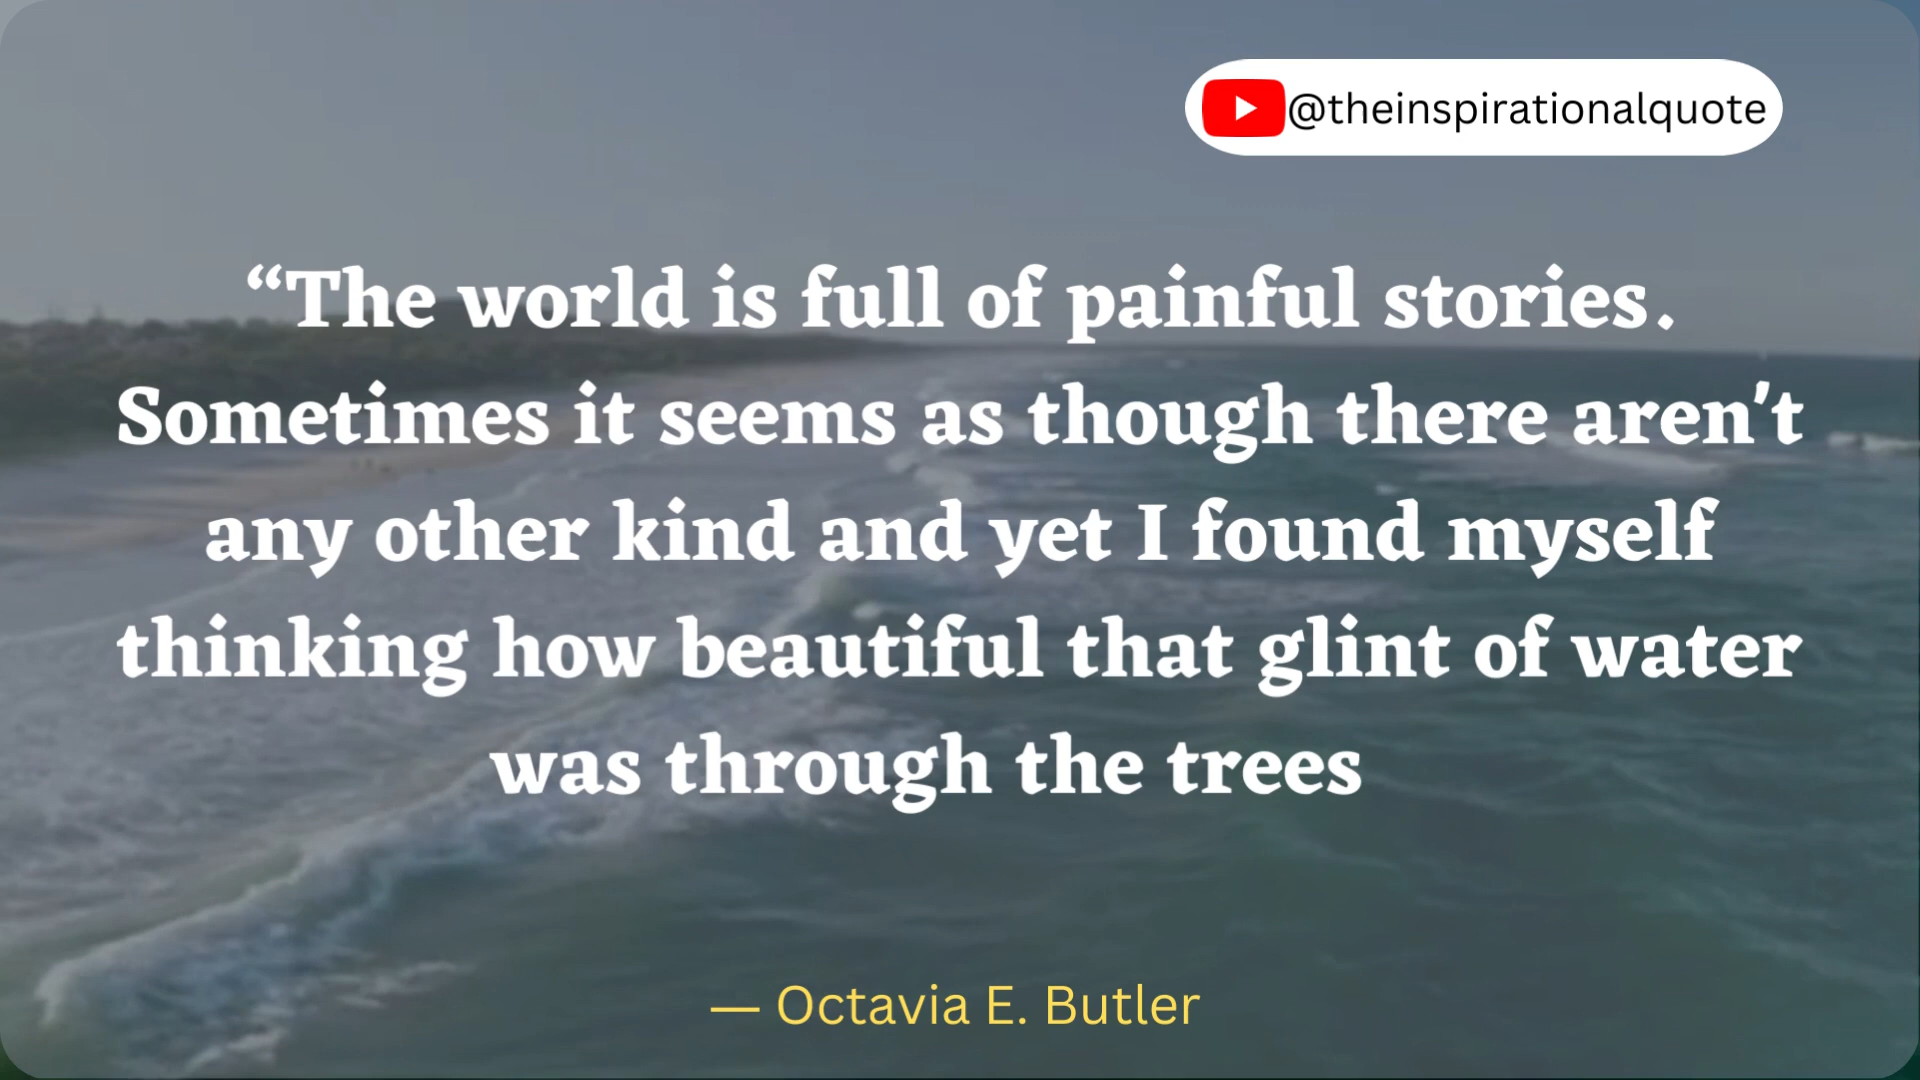 @theinspirationalquote
“The world is full of painful stories.
Sometimes it seems as though there aren't
any other kind and yet I found myself
thinking how beautiful that glint of water
was through the trees
— Octavia E. Butler